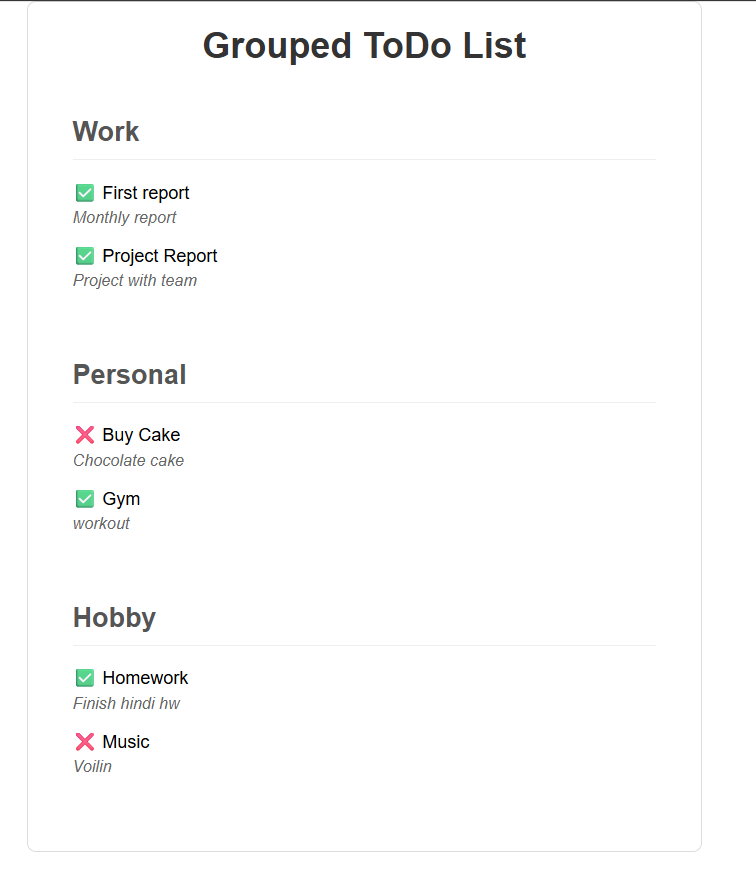 Grouped ToDo List
Work
✅ First report
Monthly report
✅ Project Report
Project with team
Personal
❌ Buy Cake
Chocolate cake
✅ Gym
workout
Hobby
✅ Homework
Finish hindi hw
❌ Music
Voilin